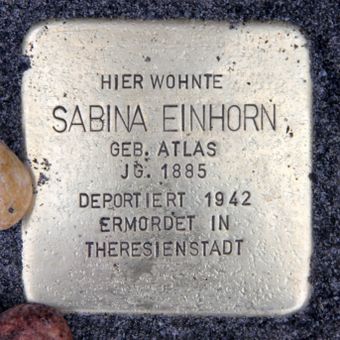 HIER WOHNTE
SABINA EINHORN
GEB. ATLAS
JG. 1885
DEPORTIERT 1942
ERMORDET IN
THERESIENSTADT